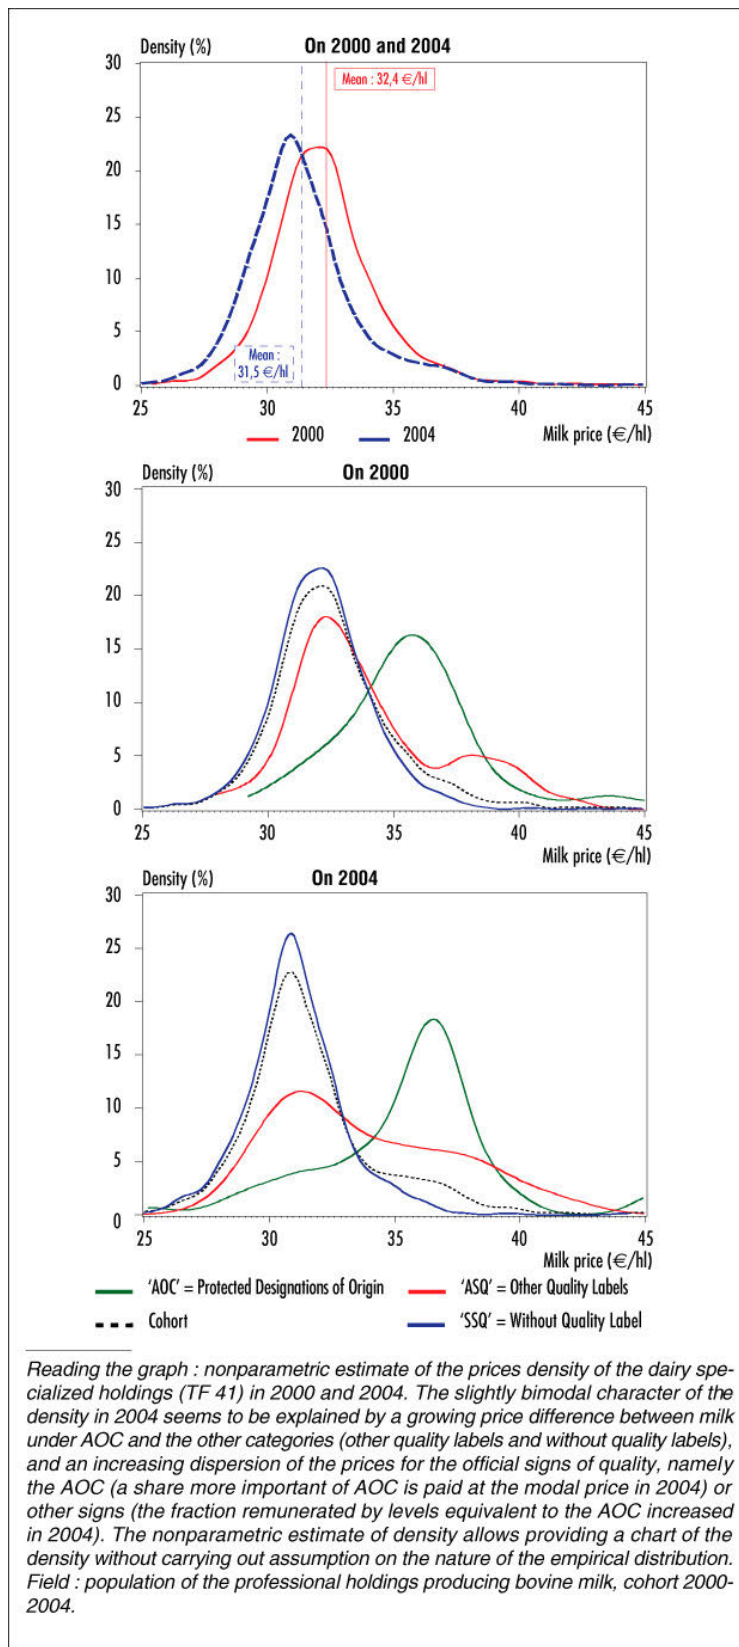 Density (%)
On 2000 and 2004
30
Mean : 32,4 €/hl
25
20
15
10
5
Mean :
31,5 €/hl
0
25
30
35
40
45
Milk price (€/hl)
2000
2004
Density (%)
On 2000
30
25
20
15
10
5
0
25
30
35
40
45
Milk price (€/hl)
Density (%)
On 2004
30
25
20
15
10
5
0
25
30
35
40
45
Milk price (€/hl)
'AOC' = Protected Designations of Origin
'ASQ' = Other Quality Labels
Cohort
'SSQ' = Without Quality Label
Reading the graph : nonparametric estimate of the prices density of the dairy spe-
cialized holdings (TF 41) in 2000 and 2004. The slightly bimodal character of the
density in 2004 seems to be explained by a growing price difference between milk
under AOC and the other categories (other quality labels and without quality labels),
and an increasing dispersion of the prices for the official signs of quality, namely
the AOC (a share more important of AOC is paid at the modal price in 2004) or
other signs (the fraction remunerated by levels equivalent to the AOC increased
in 2004). The nonparametric estimate of density allows providing a chart of the
density without carrying out assumption on the nature of the empirical distribution.
Field : population of the professional holdings producing bovine milk, cohort 2000-
2004.